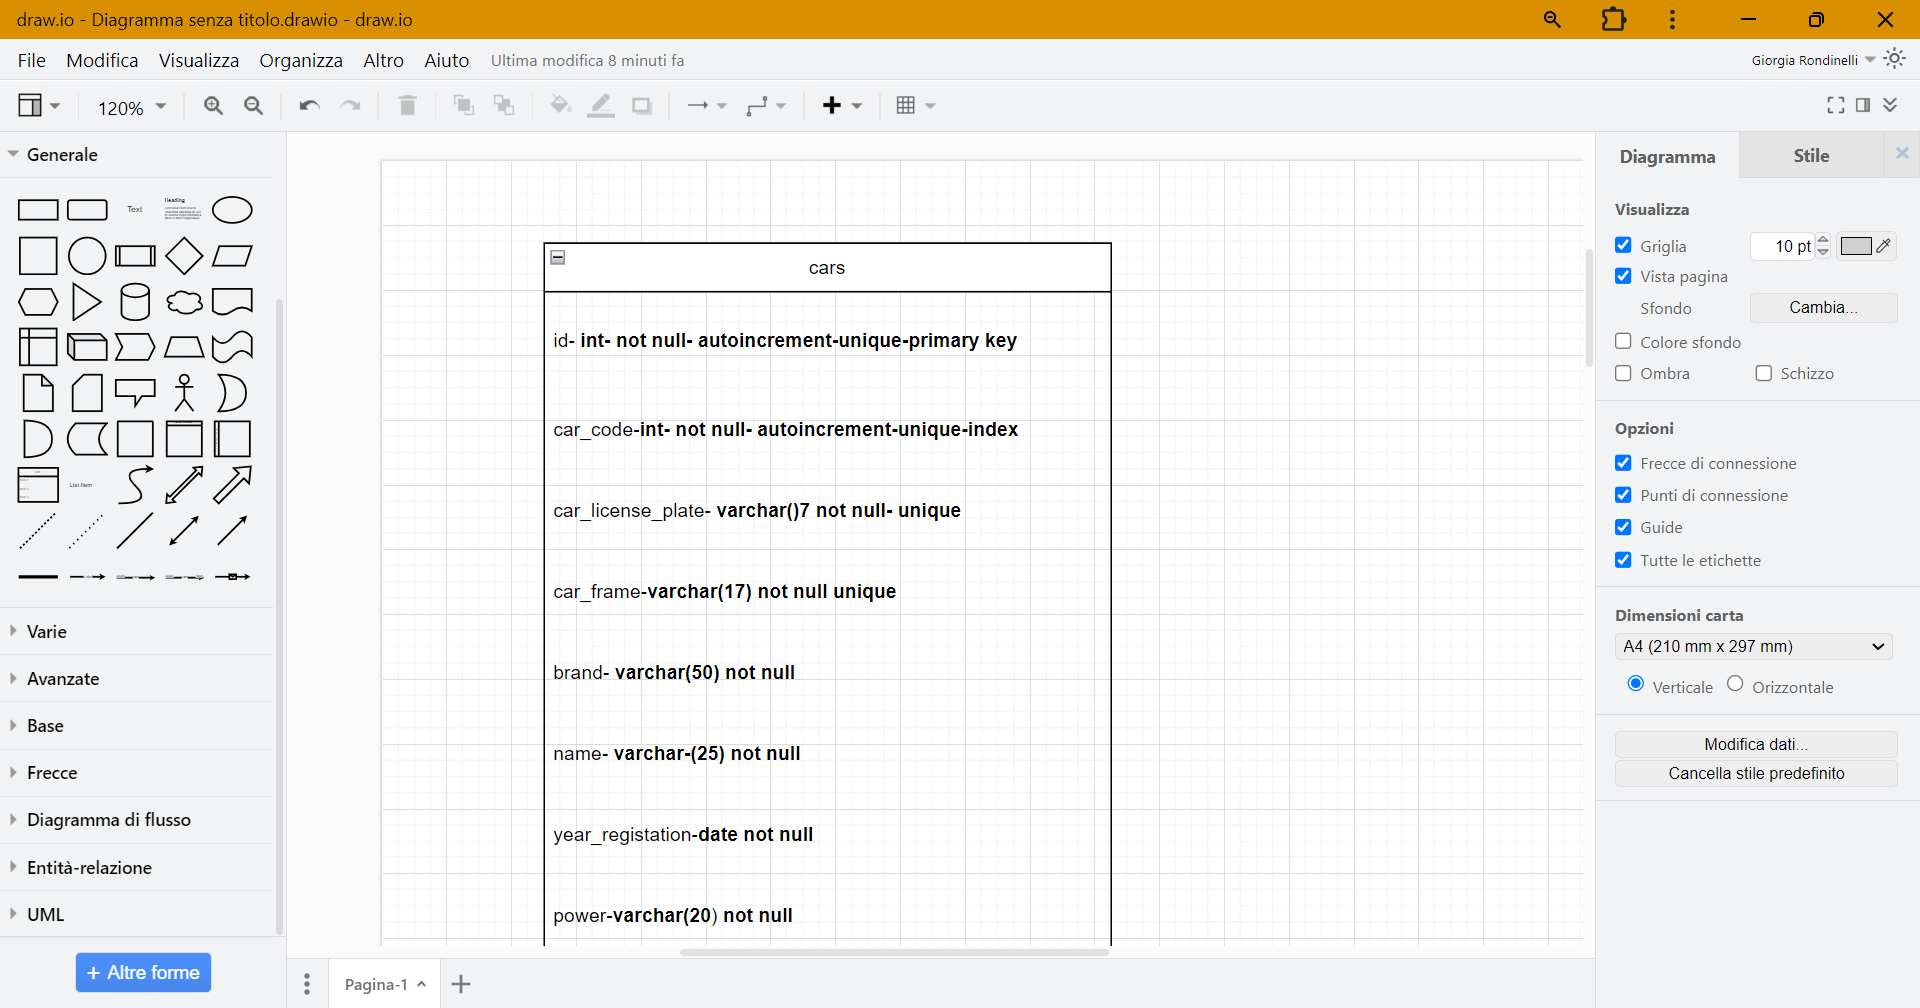 draw.io - Diagramma senza titolo.drawio - draw.io
File Modifica Visualizza Organizza Altro Aiuto Ultima modifica 8 minuti fa
Giorgia Rondinelli
120%
Generale
Text
Heading
List Item
Varie
Avanzate
Base
Frecce
Diagramma di flusso
Entità-relazione
UML
+ Altre forme
cars
id- int- not null- autoincrement-unique-primary key
car_code-int- not null- autoincrement-unique-index
car_license_plate- varchar()7 not null- unique
car_frame-varchar(17) not null unique
brand- varchar(50) not null
name- varchar-(25) not null
year_registation-date not null
power-varchar(20) not null
Pagina-1
Diagramma Stile
Visualizza
Griglia 10 pt
Vista pagina
Sfondo Cambia...
Colore sfondo
Ombra Schizzo
Opzioni
Frecce di connessione
Punti di connessione
Guide
Tutte le etichette
Dimensioni carta
A4 (210 mm x 297 mm)
Verticale Orizzontale
Modifica dati...
Cancella stile predefinito